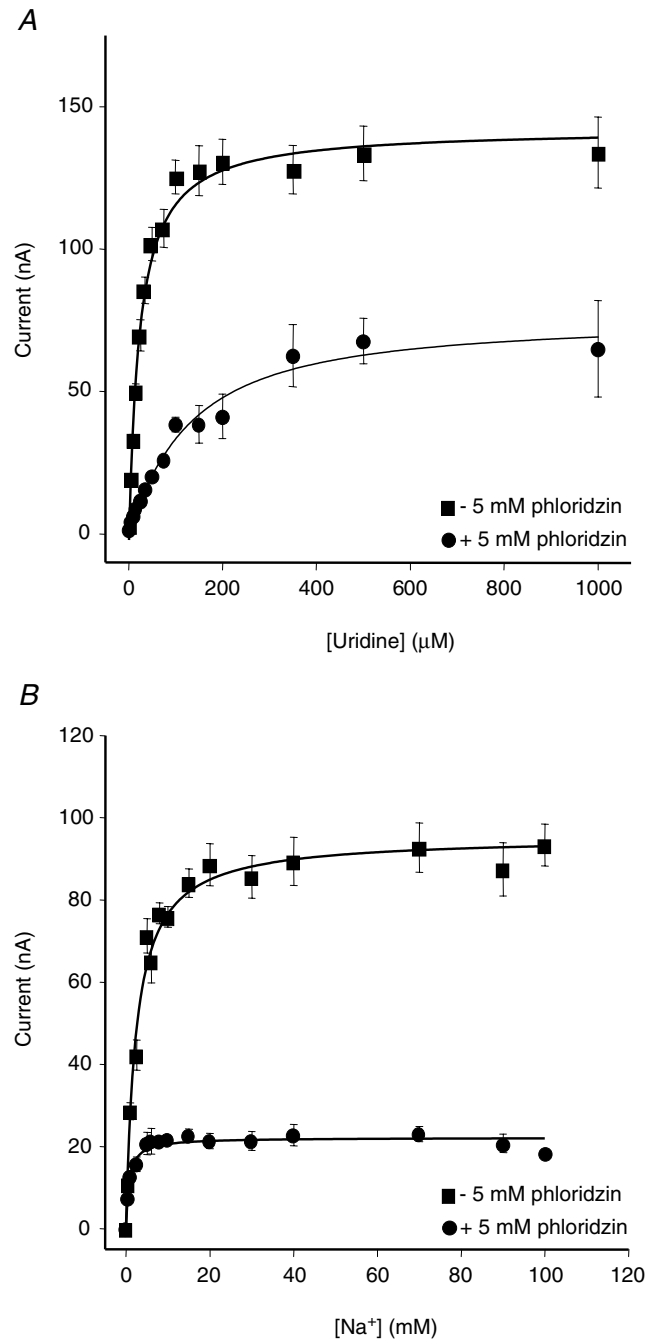 A
150
100
50
0
Current (nA)
- 5 mM phloridzin
+ 5 mM phloridzin
0 200 400 600 800 1000
[Uridine] (μM)
B
120
100
80
60
40
20
0
Current (nA)
- 5 mM phloridzin
+ 5 mM phloridzin
0 20 40 60 80 100 120
[Na⁺] (mM)